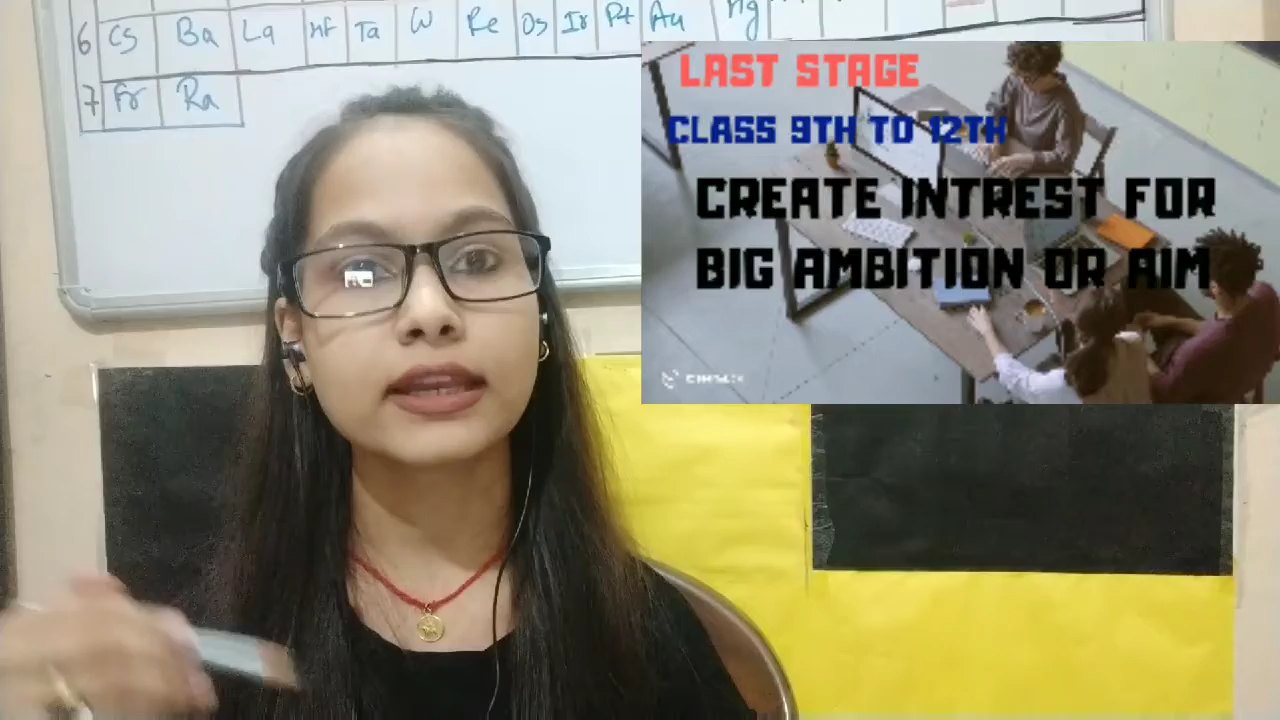 6 Cs Ba La Hf Ta W Re Os Ir Pt Au Hg
7 Fr Ra
LAST STAGE
CLASS 9TH TO 12TH
CREATE INTREST FOR
BIG AMBITION OR AIM